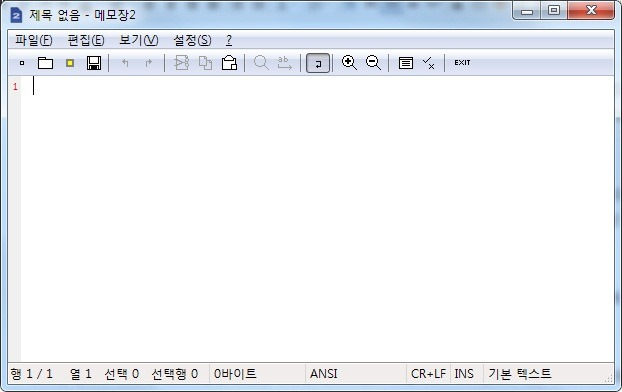 제목 없음 - 메모장2
파일(F) 편집(E) 보기(V) 설정(S) ?
ab EXIT
1
행 1 / 1 열 1 선택 0 선택행 0 0바이트 ANSI CR+LF INS 기본 텍스트